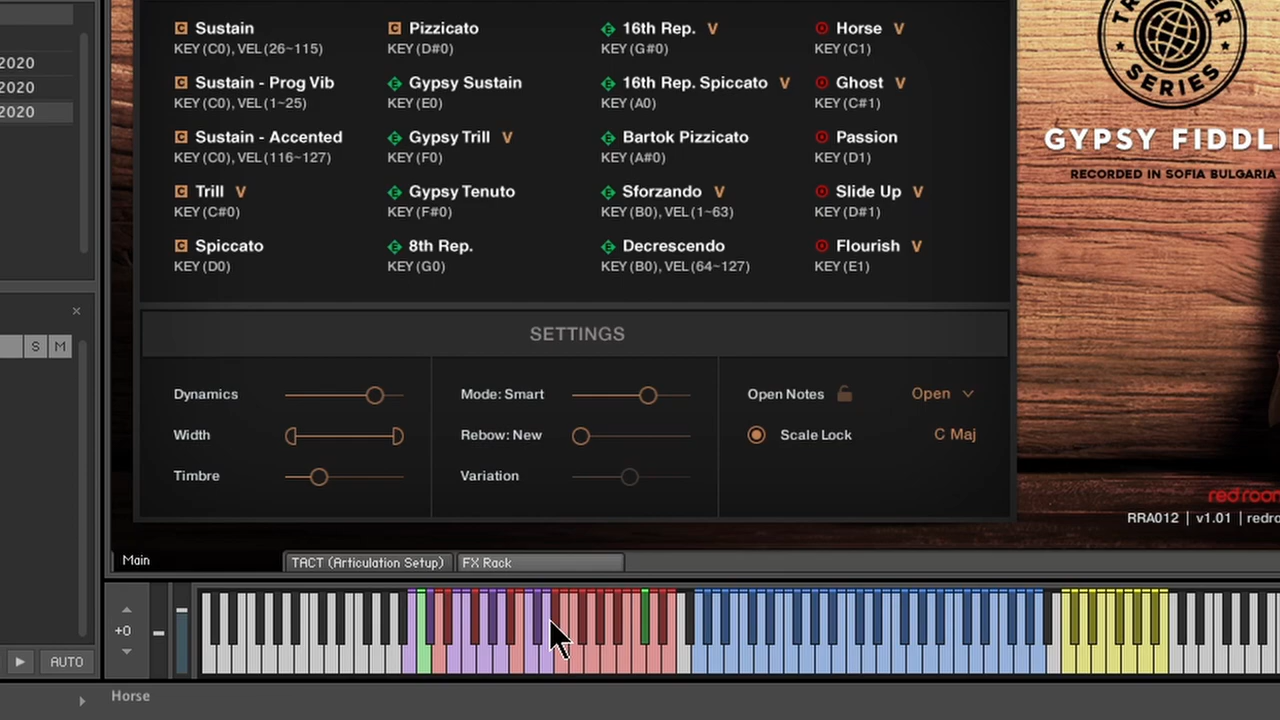 Sustain
KEY (C0), VEL (26~115)
Sustain - Prog Vib
KEY (C0), VEL (1~25)
Sustain - Accented
KEY (C0), VEL (116~127)
Trill V
KEY (C#0)
Spiccato
KEY (D0)
Pizzicato
KEY (D#0)
Gypsy Sustain
KEY (E0)
Gypsy Trill V
KEY (F0)
Gypsy Tenuto
KEY (F#0)
8th Rep.
KEY (G0)
16th Rep. V
KEY (G#0)
16th Rep. Spiccato V
KEY (A0)
Bartok Pizzicato
KEY (A#0)
Sforzando V
KEY (B0), VEL (1~63)
Decrescendo
KEY (B0), VEL (64~127)
Horse V
KEY (C1)
Ghost V
KEY (C#1)
Passion
KEY (D1)
Slide Up V
KEY (D#1)
Flourish V
KEY (E1)
SERIES
GYPSY FIDDL
RECORDED IN SOFIA BULGARIA
2020
2020
2020
S M
SETTINGS
Dynamics
Width
Timbre
Mode: Smart
Rebow: New
Variation
Open Notes Open
Scale Lock C Maj
red room
RRA012 | v1.01 | redro
Main
TACT (Articulation Setup)
FX Rack
+0
AUTO
Horse